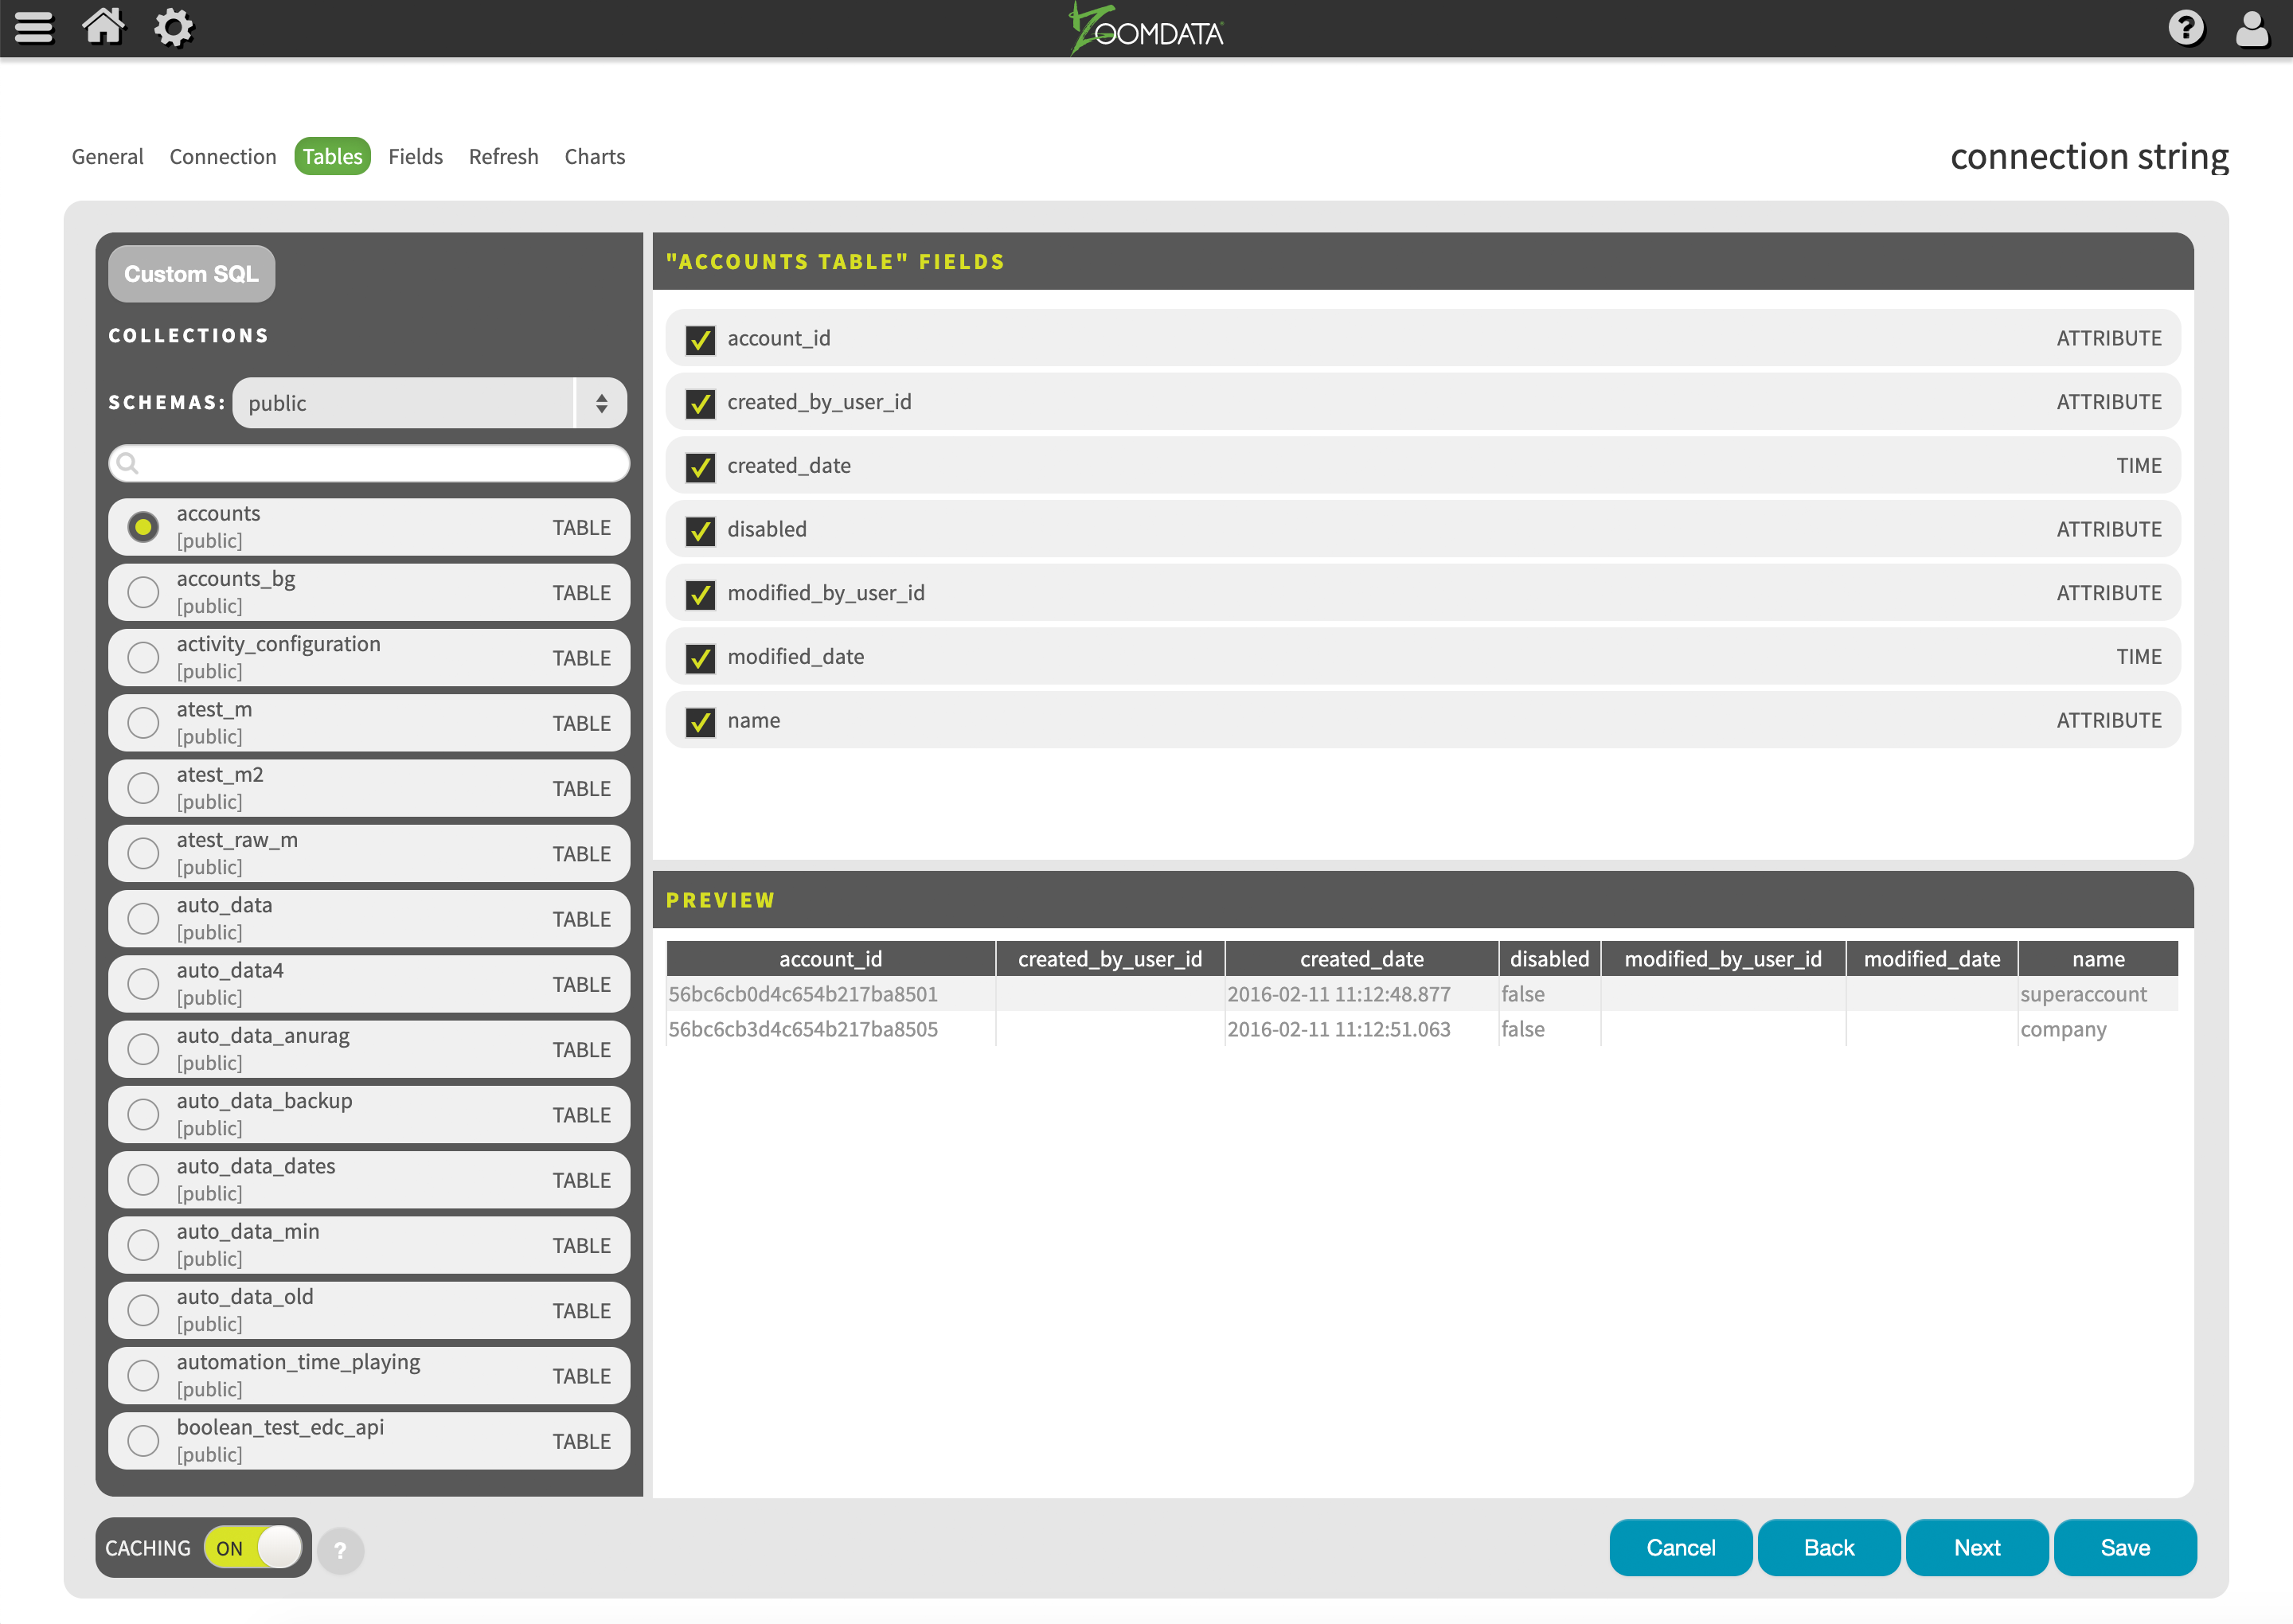 ZOOMDATA
?
General Connection Tables Fields Refresh Charts
connection string
Custom SQL
COLLECTIONS
SCHEMAS: public
accounts
[public]
TABLE
accounts_bg
[public]
TABLE
activity_configuration
[public]
TABLE
atest_m
[public]
TABLE
atest_m2
[public]
TABLE
atest_raw_m
[public]
TABLE
auto_data
[public]
TABLE
auto_data4
[public]
TABLE
auto_data_anurag
[public]
TABLE
auto_data_backup
[public]
TABLE
auto_data_dates
[public]
TABLE
auto_data_min
[public]
TABLE
auto_data_old
[public]
TABLE
automation_time_playing
[public]
TABLE
boolean_test_edc_api
[public]
TABLE
"ACCOUNTS TABLE" FIELDS
account_id ATTRIBUTE
created_by_user_id ATTRIBUTE
created_date TIME
disabled ATTRIBUTE
modified_by_user_id ATTRIBUTE
modified_date TIME
name ATTRIBUTE
PREVIEW
account_id created_by_user_id created_date disabled modified_by_user_id modified_date name
56bc6cb0d4c654b217ba8501 2016-02-11 11:12:48.877 false superaccount
56bc6cb3d4c654b217ba8505 2016-02-11 11:12:51.063 false company
CACHING ON ?
Cancel Back Next Save